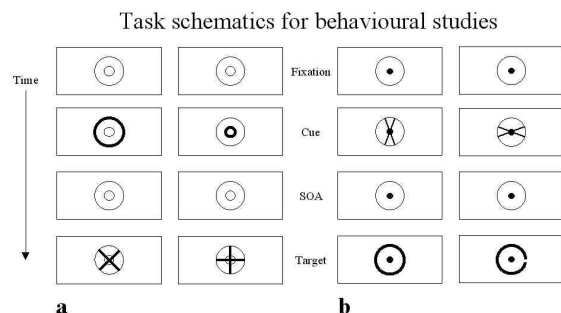 Task schematics for behavioural studies
Time
Fixation
Cue
SOA
Target
a
b